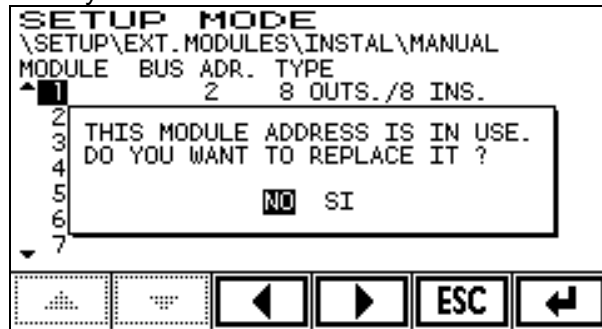 SETUP MODE
\SETUP\EXT.MODULES\INSTAL\MANUAL
MODULE BUS ADR. TYPE
1 2 8 OUTS./8 INS.
2
THIS MODULE ADDRESS IS IN USE.
3
DO YOU WANT TO REPLACE IT ?
4
5
NO SI
6
7
ESC